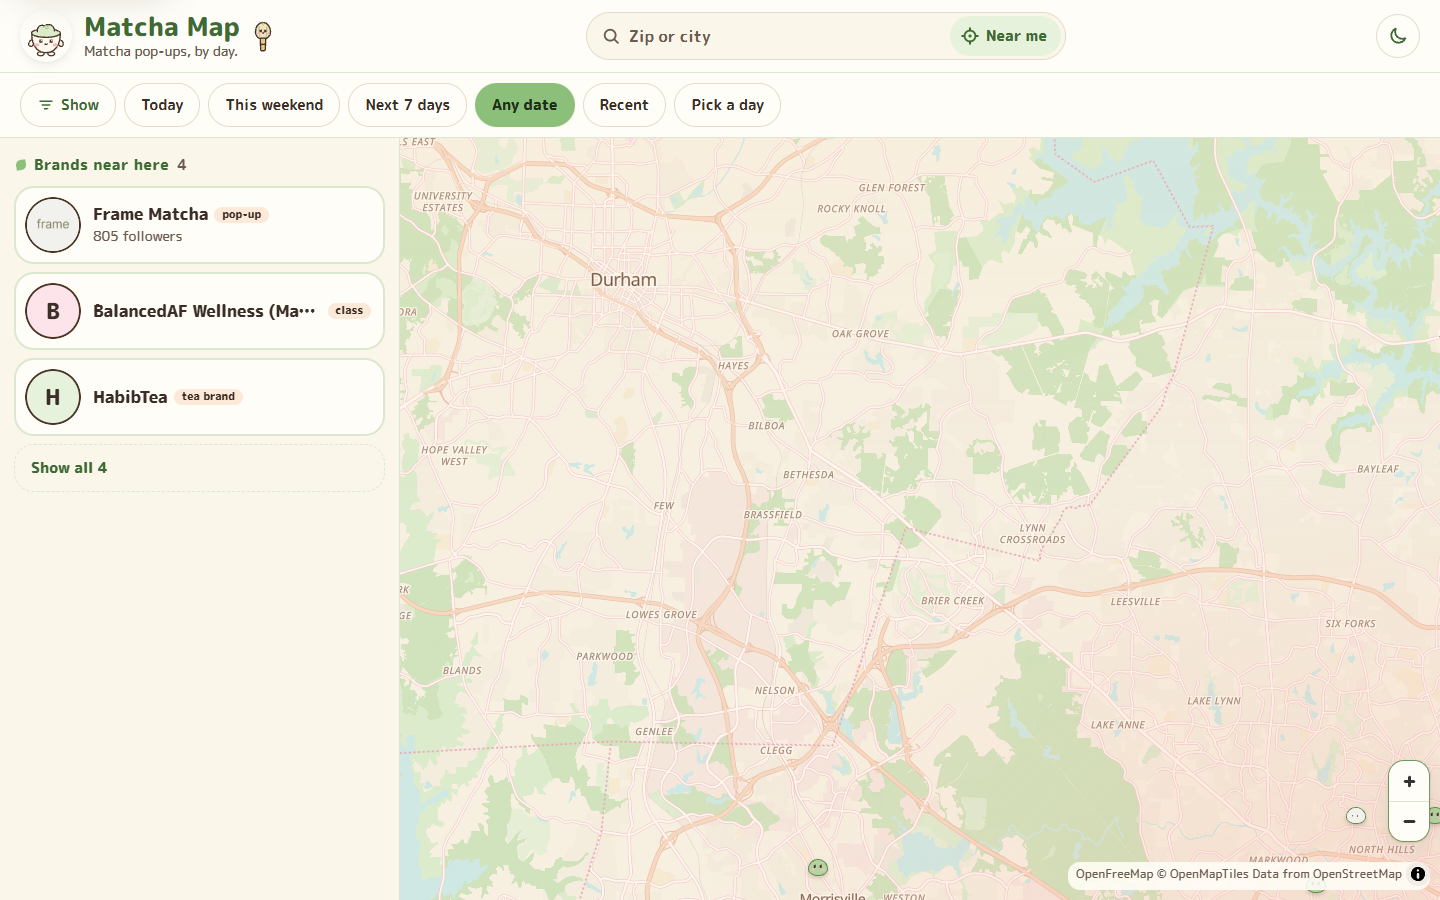 Matcha Map
Matcha pop-ups, by day.
Zip or city
Near me
Show
Today
This weekend
Next 7 days
Any date
Recent
Pick a day
Brands near here 4
frame
Frame Matcha pop-up
805 followers
B
BalancedAF Wellness (Ma··· class
H
HabibTea tea brand
Show all 4
S EAST
UNIVERSITY
ESTATES
GLEN FOREST
ROCKY KNOLL
Durham
ORA
OAK GROVE
HAYES
BILBOA
HOPE VALLEY
WEST
BETHESDA
BAYLEAF
FEW
BRASSFIELD
LYNN
CROSSROADS
RK
GE
BRIER CREEK
LEESVILLE
LOWES GROVE
SIX FORKS
PARKWOOD
BLANDS
NELSON
LAKE LYNN
LAKE ANNE
GENLEE
CLEGG
+
−
NORTH HILLS
MARKWOOD
OpenFreeMap © OpenMapTiles Data from OpenStreetMap
Morrisville
WESTON